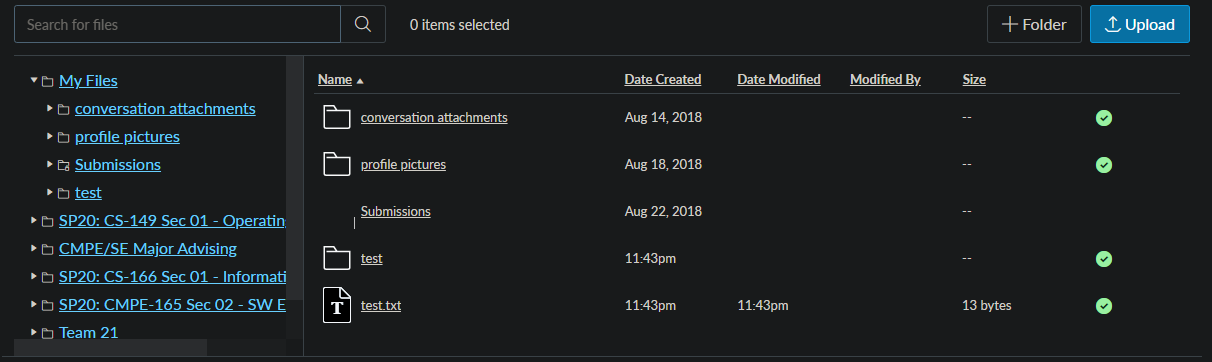 Search for files
0 items selected
Folder
Upload
My Files
conversation attachments
profile pictures
Submissions
test
SP20: CS-149 Sec 01 - Operating
CMPE/SE Major Advising
SP20: CS-166 Sec 01 - Informati
SP20: CMPE-165 Sec 02 - SW E
Team 21
Name Date Created Date Modified Modified By Size
conversation attachments Aug 14, 2018 --
profile pictures Aug 18, 2018 --
Submissions Aug 22, 2018 --
test 11:43pm --
T test.txt 11:43pm 11:43pm 13 bytes